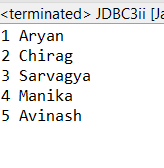 <terminated> JDBC3ii [Ja
1 Aryan
2 Chirag
3 Sarvagya
4 Manika
5 Avinash